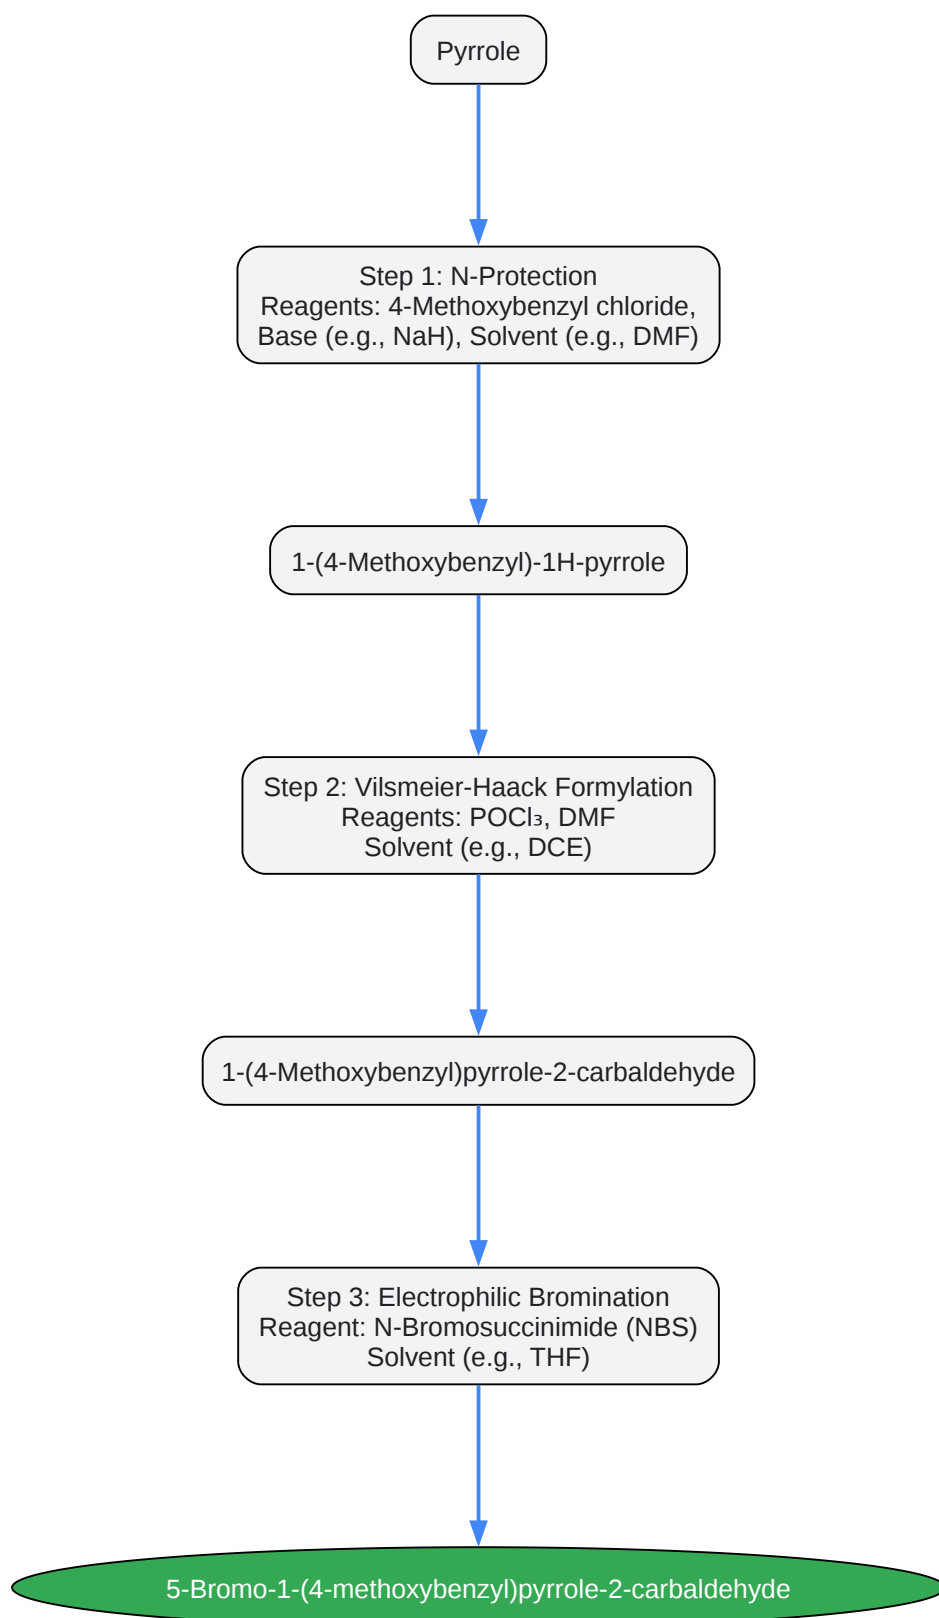 Pyrrole
Step 1: N-Protection
Reagents: 4-Methoxybenzyl chloride,
Base (e.g., NaH), Solvent (e.g., DMF)
1-(4-Methoxybenzyl)-1H-pyrrole
Step 2: Vilsmeier-Haack Formylation
Reagents: POCl₃, DMF
Solvent (e.g., DCE)
1-(4-Methoxybenzyl)pyrrole-2-carbaldehyde
Step 3: Electrophilic Bromination
Reagent: N-Bromosuccinimide (NBS)
Solvent (e.g., THF)
5-Bromo-1-(4-methoxybenzyl)pyrrole-2-carbaldehyde